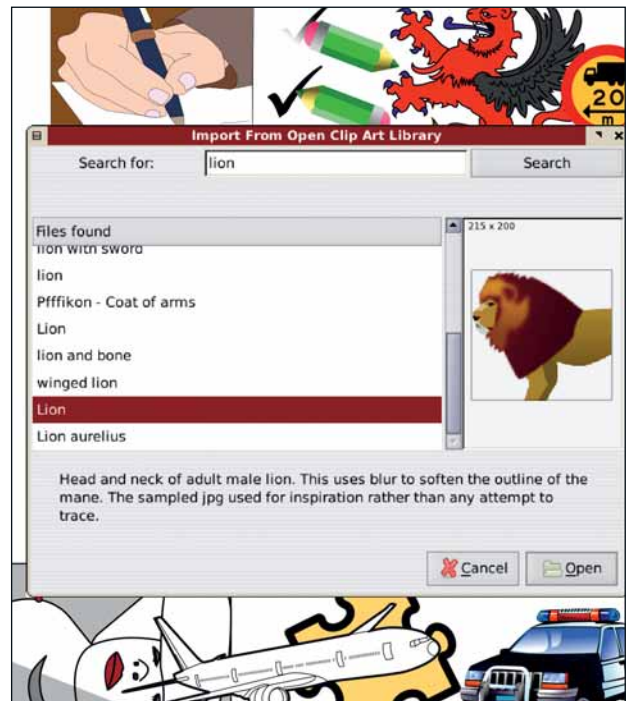 20
m
Import From Open Clip Art Library
Search for: lion Search
Files found 215 x 200
lion with sword
lion
Pfffikon - Coat of arms
Lion
lion and bone
winged lion
Lion
Lion aurelius
Head and neck of adult male lion. This uses blur to soften the outline of the
mane. The sampled jpg used for inspiration rather than any attempt to
trace.
Cancel Open